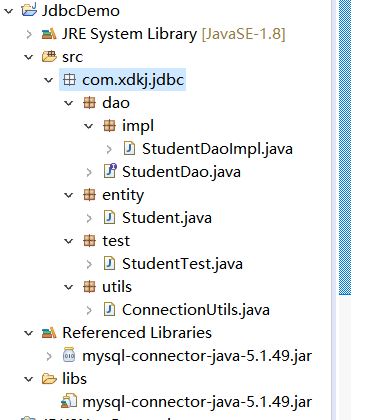 JdbcDemo
JRE System Library [JavaSE-1.8]
src
com.xdkj.jdbc
dao
impl
StudentDaoImpl.java
StudentDao.java
entity
Student.java
test
StudentTest.java
utils
ConnectionUtils.java
Referenced Libraries
mysql-connector-java-5.1.49.jar
libs
mysql-connector-java-5.1.49.jar